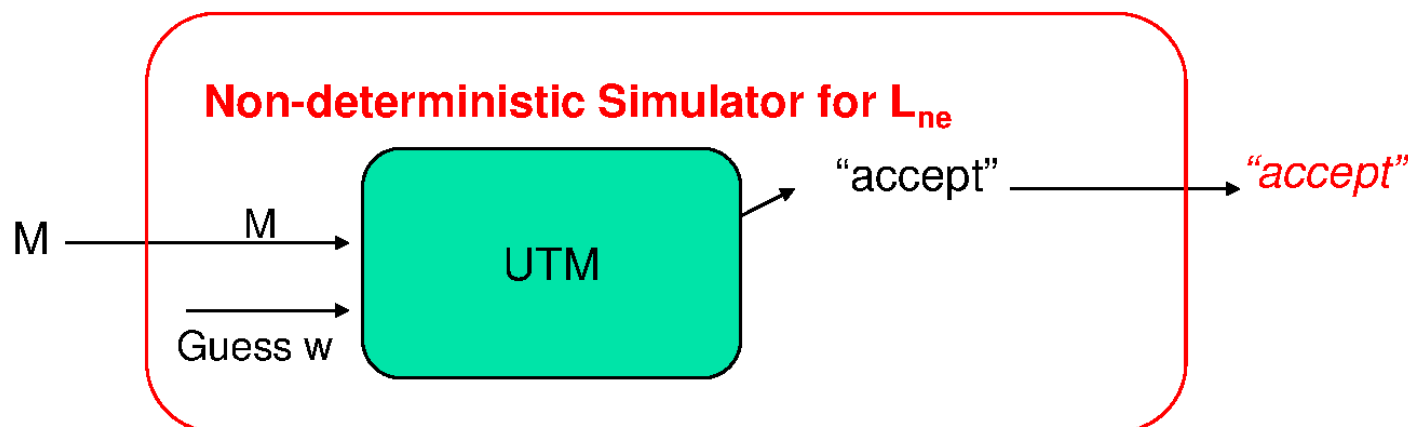 Non-deterministic Simulator for Lne
“accept”
“accept”
M
M
UTM
Guess w